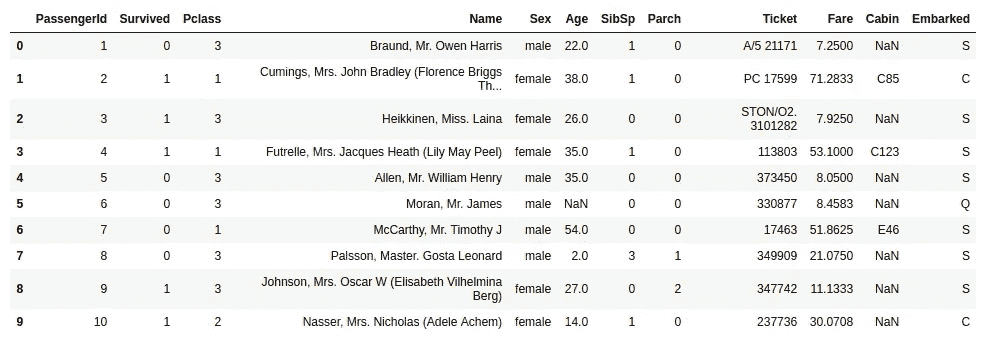 PassengerId Survived Pclass Name Sex Age SibSp Parch Ticket Fare Cabin Embarked
0 1 0 3 Braund, Mr. Owen Harris male 22.0 1 0 A/5 21171 7.2500 NaN S
1 2 1 1 Cumings, Mrs. John Bradley (Florence Briggs Th... female 38.0 1 0 PC 17599 71.2833 C85 C
2 3 1 3 Heikkinen, Miss. Laina female 26.0 0 0 STON/O2. 3101282 7.9250 NaN S
3 4 1 1 Futrelle, Mrs. Jacques Heath (Lily May Peel) female 35.0 1 0 113803 53.1000 C123 S
4 5 0 3 Allen, Mr. William Henry male 35.0 0 0 373450 8.0500 NaN S
5 6 0 3 Moran, Mr. James male NaN 0 0 330877 8.4583 NaN Q
6 7 0 1 McCarthy, Mr. Timothy J male 54.0 0 0 17463 51.8625 E46 S
7 8 0 3 Palsson, Master. Gosta Leonard male 2.0 3 1 349909 21.0750 NaN S
8 9 1 3 Johnson, Mrs. Oscar W (Elisabeth Vilhelmina Berg) female 27.0 0 2 347742 11.1333 NaN S
9 10 1 2 Nasser, Mrs. Nicholas (Adele Achem) female 14.0 1 0 237736 30.0708 NaN C